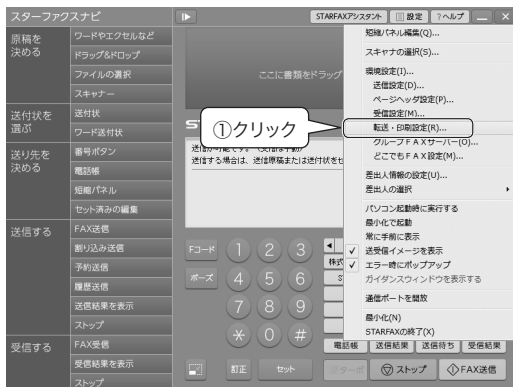 スターファクスナビ
STARFAXアシスタント
設定
?ヘルプ
原稿を
決める
ワードやエクセルなど
ドラッグ&ドロップ
ファイルの選択
スキャナー
送付状を
選ぶ
送付状
ワード送付状
送り先を
決める
番号ボタン
電話帳
短縮パネル
セット済みの編集
送信する
FAX送信
割り込み送信
予約送信
履歴送信
送信結果を表示
ストップ
受信する
FAX受信
受信結果を表示
ストップ
ここに書類をドラッグ
①クリック
送信する場合は、送信原稿または送付状をセ
Fコード
1
2
3
ポーズ
4
5
6
7
8
9
*
0
#
訂正
セット
株式
電話帳
送信結果
送信待ち
受信結果
ストップ
FAX送信
短縮パネル編集(Q)...
スキャナの選択(S)...
環境設定(I)...
送信設定(D)...
ページヘッダ設定(P)...
受信設定(M)...
転送・印刷設定(R)...
グループFAXサーバー(O)...
どこでもFAX設定(M)...
差出人情報の設定(U)...
差出人の選択
パソコン起動時に実行する
最小化で起動
常に手前に表示
✓ 送受信イメージを表示
✓ エラー時にポップアップ
ガイダンスウィンドウを表示する
通信ポートを開放
最小化(N)
STARFAXの終了(X)